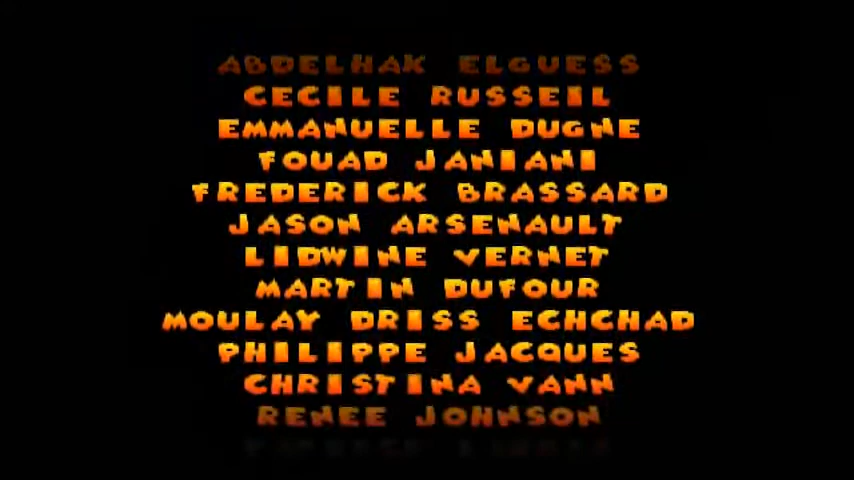 ABDELHAK ELGUESS
CECILE RUSSEIL
EMMANUELLE DUGNE
FOUAD JANIANI
FREDERICK BRASSARD
JASON ARSENAULT
LIDWINE VERNET
MARTIN DUFOUR
MOULAY DRISS ECHCHAD
PHILIPPE JACQUES
CHRISTINA VANN
RENEE JOHNSON